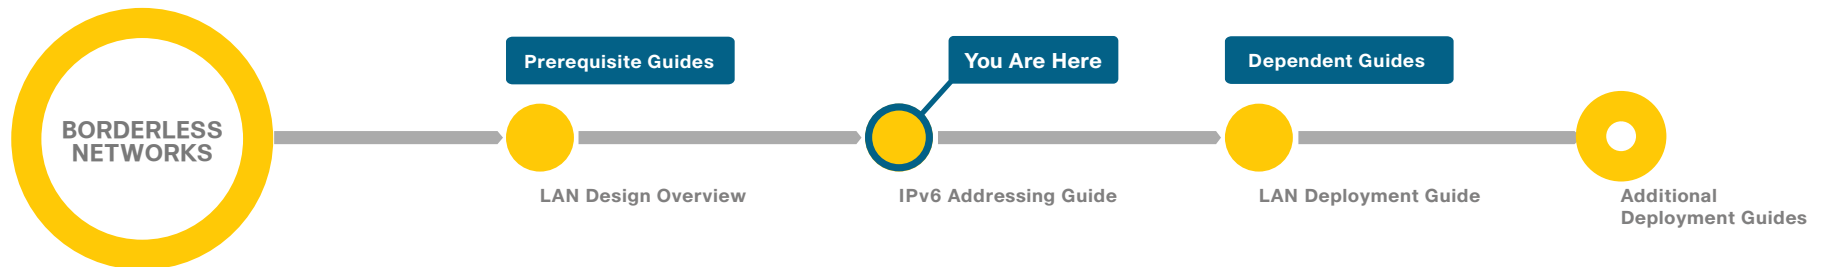 BORDERLESS
NETWORKS
Prerequisite Guides
LAN Design Overview
You Are Here
IPv6 Addressing Guide
Dependent Guides
LAN Deployment Guide
Additional
Deployment Guides